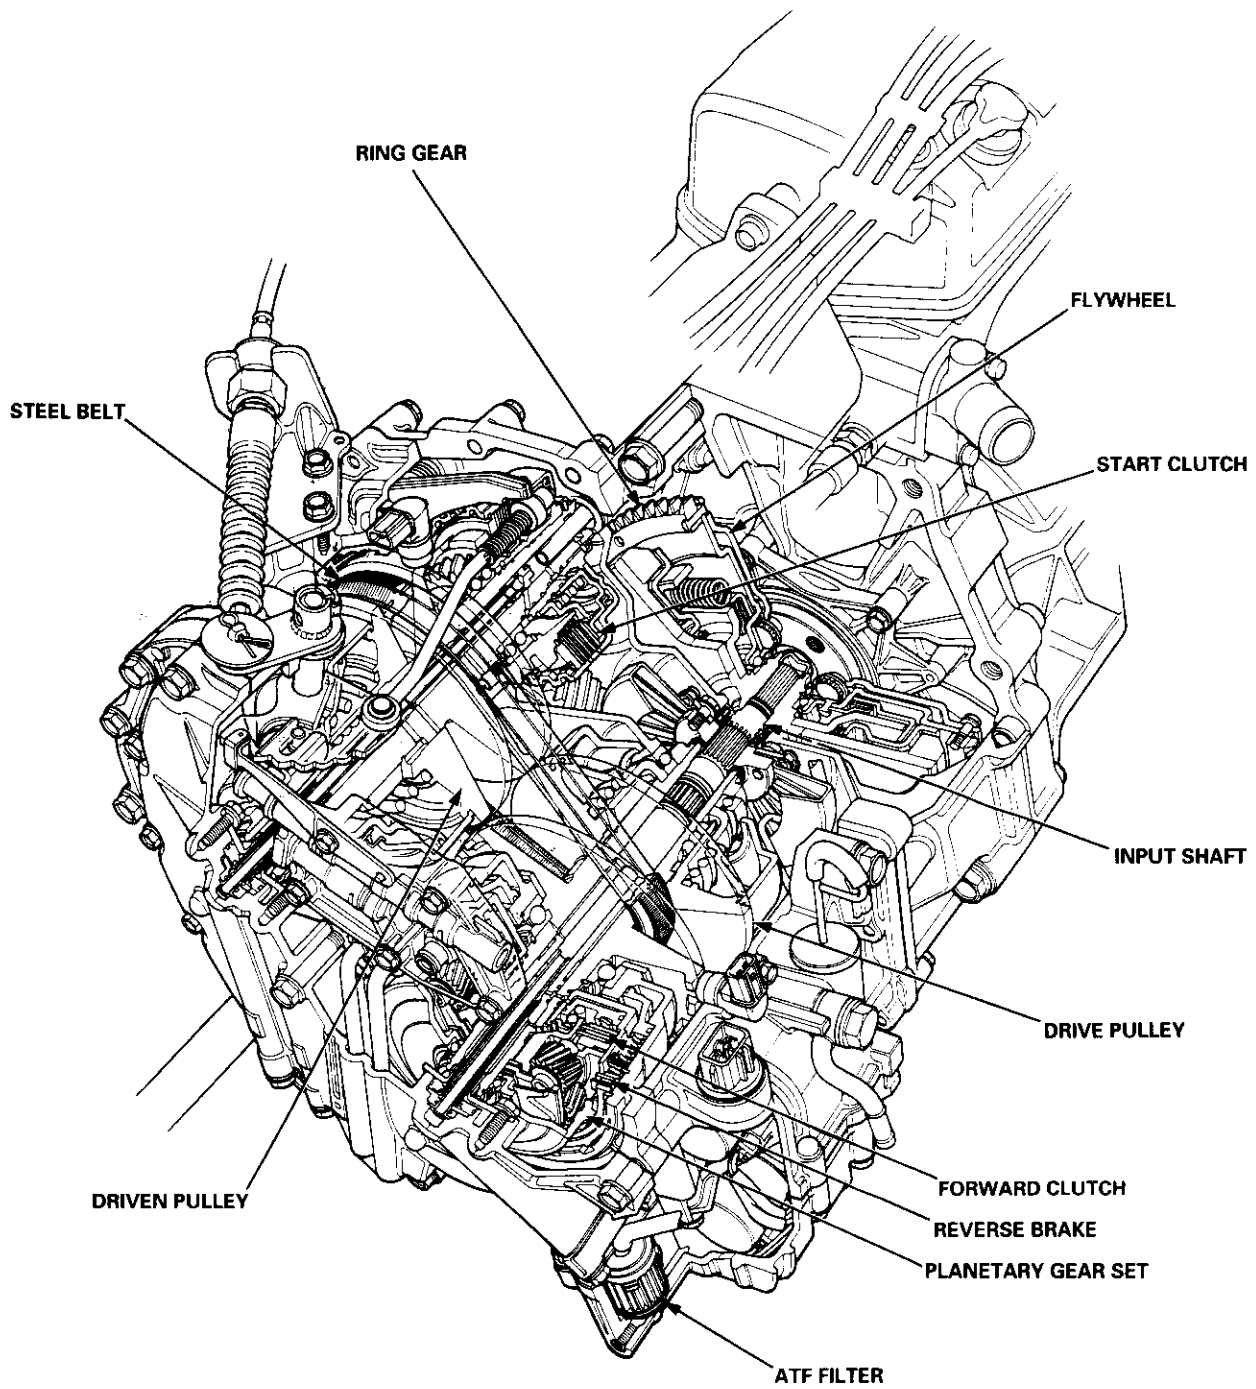 RING GEAR
FLYWHEEL
STEEL BELT
START CLUTCH
INPUT SHAFT
DRIVE PULLEY
DRIVEN PULLEY
FORWARD CLUTCH
REVERSE BRAKE
PLANETARY GEAR SET
ATF FILTER